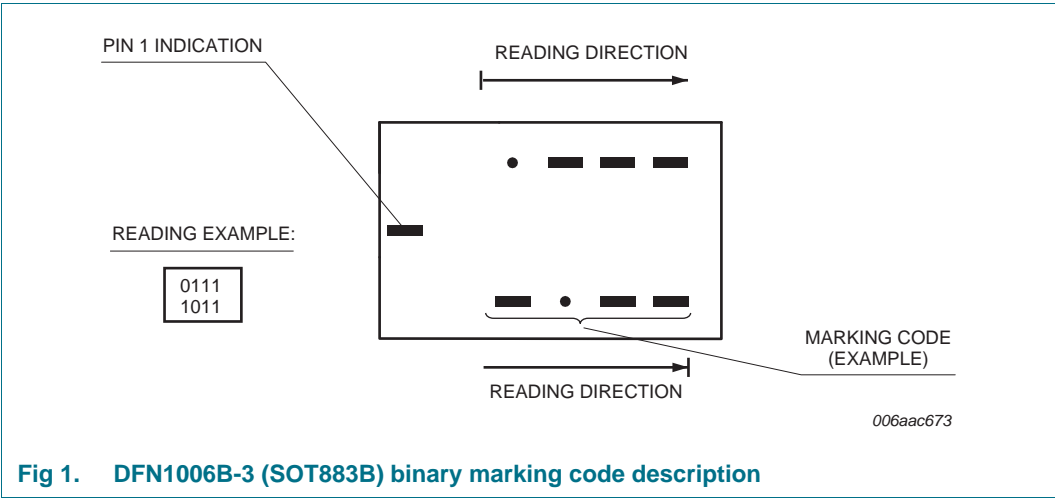 PIN 1 INDICATION
READING DIRECTION
READING EXAMPLE:
0111
1011
MARKING CODE
(EXAMPLE)
READING DIRECTION
006aac673
Fig 1. DFN1006B-3 (SOT883B) binary marking code description